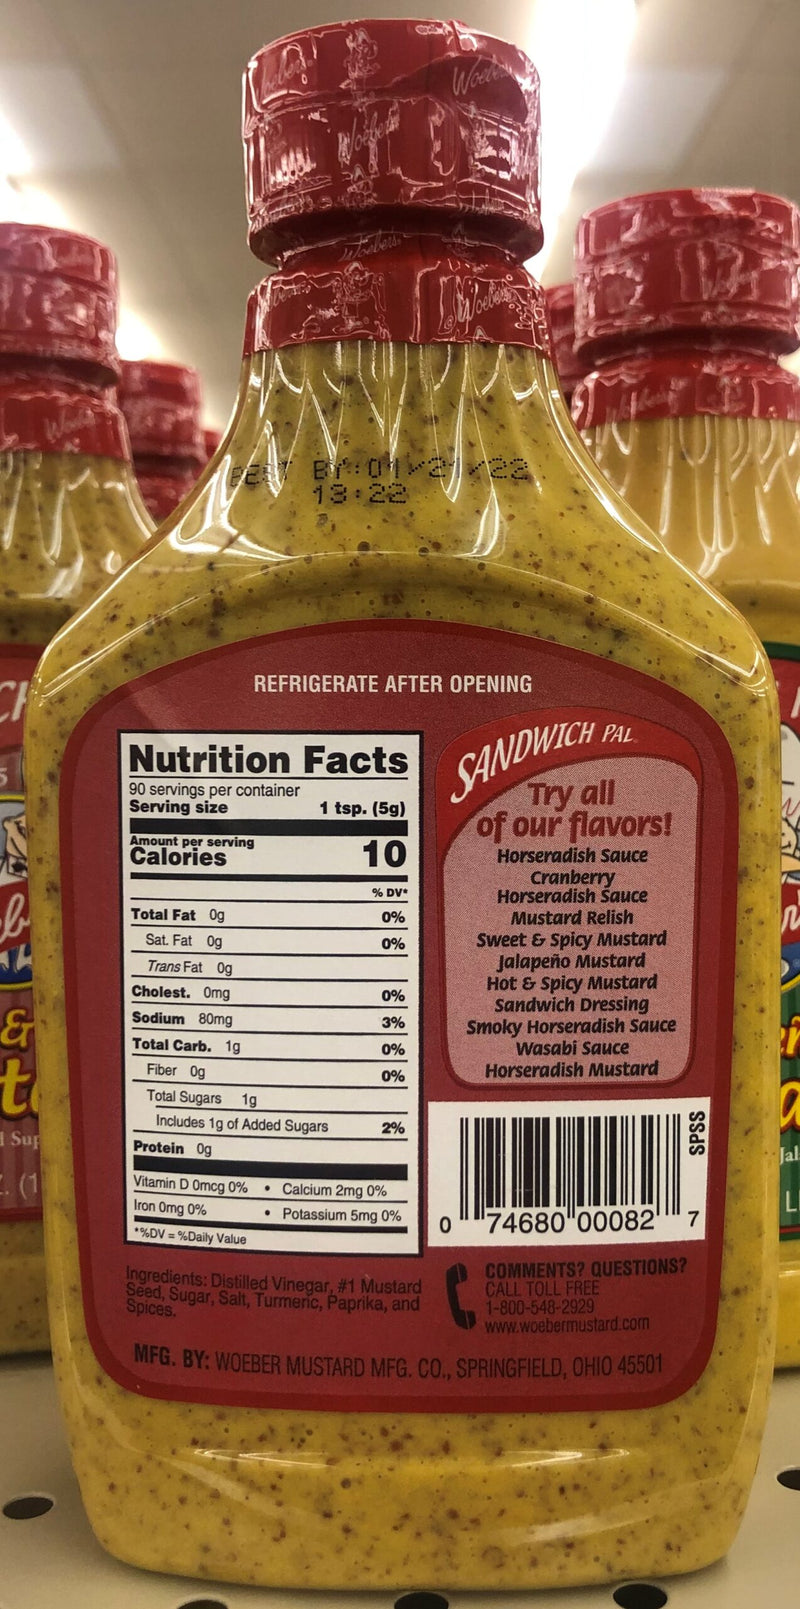 Woeber's
Woeber's
Woeber's
Woeber's
BEST BY:01/21/22
13:22
REFRIGERATE AFTER OPENING
Nutrition Facts
90 servings per container
Serving size 1 tsp. (5g)
Amount per serving
Calories 10
% DV*
Total Fat 0g 0%
Sat. Fat 0g 0%
Trans Fat 0g
Cholest. 0mg 0%
Sodium 80mg 3%
Total Carb. 1g 0%
Fiber 0g 0%
Total Sugars 1g
Includes 1g of Added Sugars 2%
Protein 0g
Vitamin D 0mcg 0% • Calcium 2mg 0%
Iron 0mg 0% • Potassium 5mg 0%
*%DV = %Daily Value
Ingredients: Distilled Vinegar, #1 Mustard
Seed, Sugar, Salt, Turmeric, Paprika, and
Spices.
SANDWICH PAL
Try all
of our flavors!
Horseradish Sauce
Cranberry
Horseradish Sauce
Mustard Relish
Sweet & Spicy Mustard
Jalapeño Mustard
Hot & Spicy Mustard
Sandwich Dressing
Smoky Horseradish Sauce
Wasabi Sauce
Horseradish Mustard
SPSS
0 74680 00082 7
COMMENTS? QUESTIONS?
CALL TOLL FREE
1-800-548-2929
www.woebermustard.com
MFG. BY: WOEBER MUSTARD MFG. CO., SPRINGFIELD, OHIO 45501